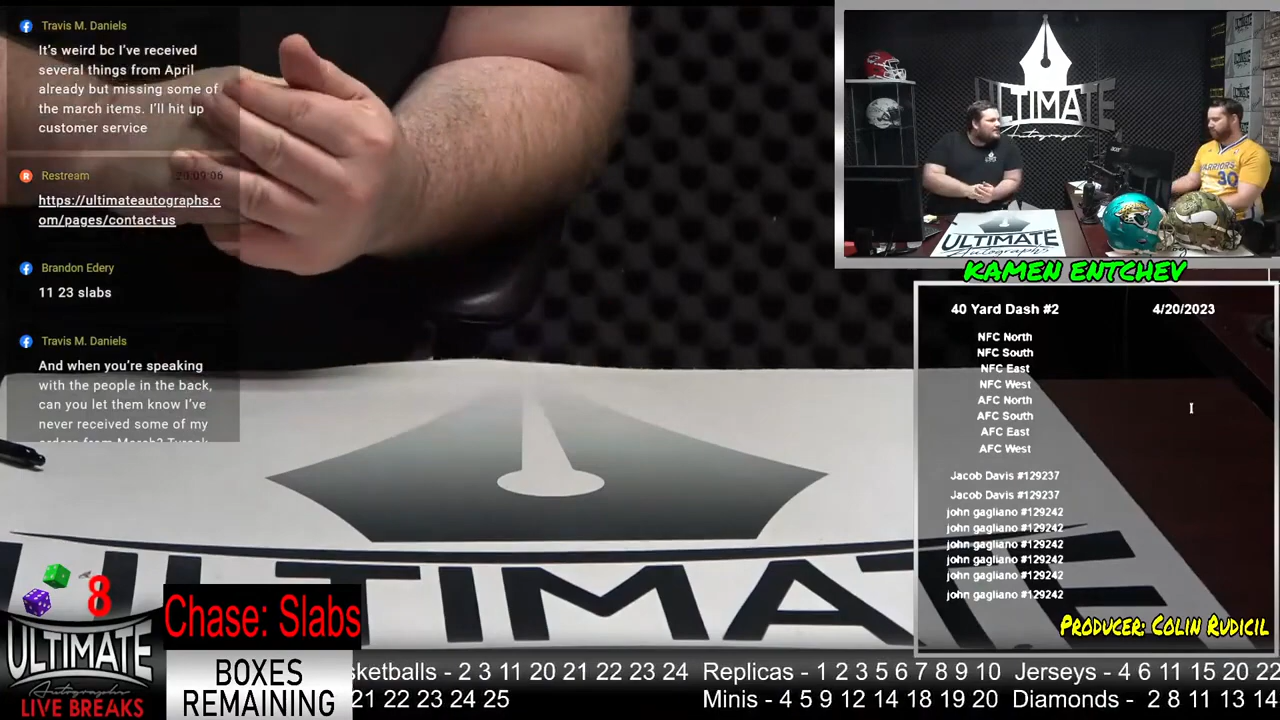 Travis M. Daniels
It's weird bc I've received
several things from April
already but missing some of
the march items. I'll hit up
customer service
Restream 20:09:06
https://ultimateautographs.c
om/pages/contact-us
Brandon Edery
11 23 slabs
Travis M. Daniels
And when you're speaking
with the people in the back,
can you let them know I've
never received some of my
ULTIMATE
Autographs
WARRIORS
30
ULTIMATE
Autographs
KAMEN ENTCHEV
40 Yard Dash #2 4/20/2023
NFC North
NFC South
NFC East
NFC West
AFC North
AFC South
AFC East
AFC West
Jacob Davis #129237
Jacob Davis #129237
john gagliano #129242
john gagliano #129242
john gagliano #129242
john gagliano #129242
john gagliano #129242
john gagliano #129242
PRODUCER: COLIN RUDICIL
ULTIMATE
8
ULTIMATE
Autographs
LIVE BREAKS
Chase: Slabs
BOXES
REMAINING
sketballs - 2 3 11 20 21 22 23 24 Replicas - 1 2 3 5 6 7 8 9 10 Jerseys - 4 6 11 15 20 22
21 22 23 24 25 Minis - 4 5 9 12 14 18 19 20 Diamonds - 2 8 11 13 14